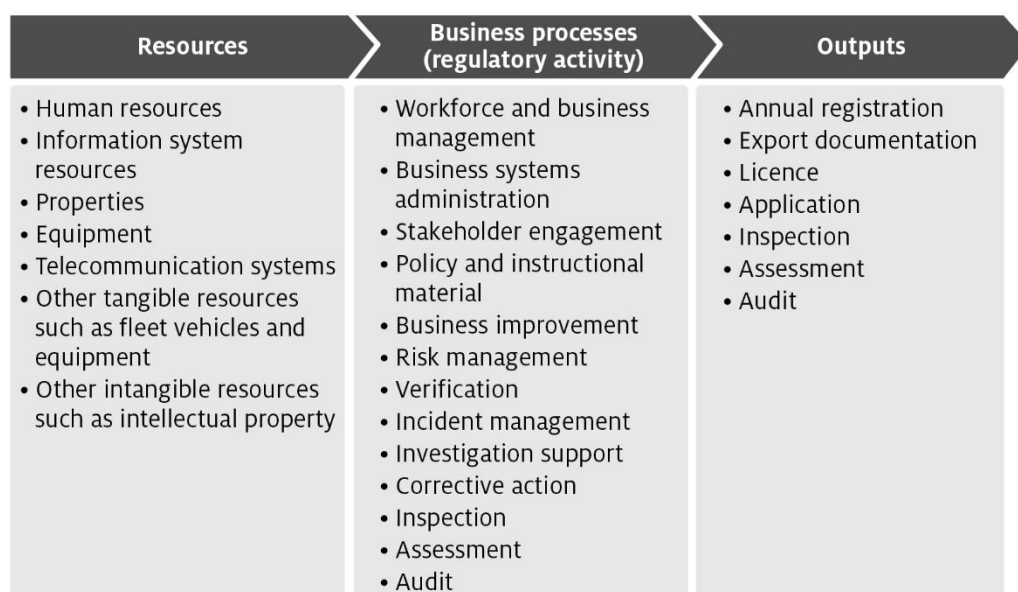 Resources
Business processes
(regulatory activity)
Outputs
• Human resources
• Information system
resources
• Properties
• Equipment
• Telecommunication systems
• Other tangible resources
such as fleet vehicles and
equipment
• Other intangible resources
such as intellectual property
• Workforce and business
management
• Business systems
administration
• Stakeholder engagement
• Policy and instructional
material
• Business improvement
• Risk management
• Verification
• Incident management
• Investigation support
• Corrective action
• Inspection
• Assessment
• Audit
• Annual registration
• Export documentation
• Licence
• Application
• Inspection
• Assessment
• Audit